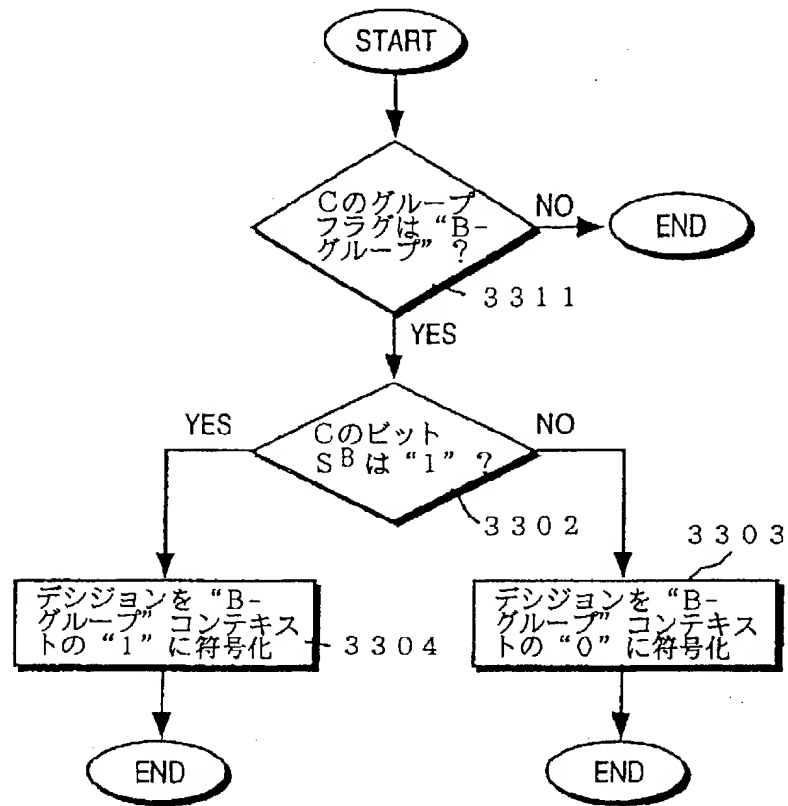 START
Cのグループ
フラグは“B-
グループ”？
NO
END
3311
YES
Cのビット
SBは“1”？
YES
NO
3302
3303
デシジョンを“B-
グループ”コンテキス
トの“1”に符号化
3304
デシジョンを“B-
グループ”コンテキス
トの“0”に符号化
END
END